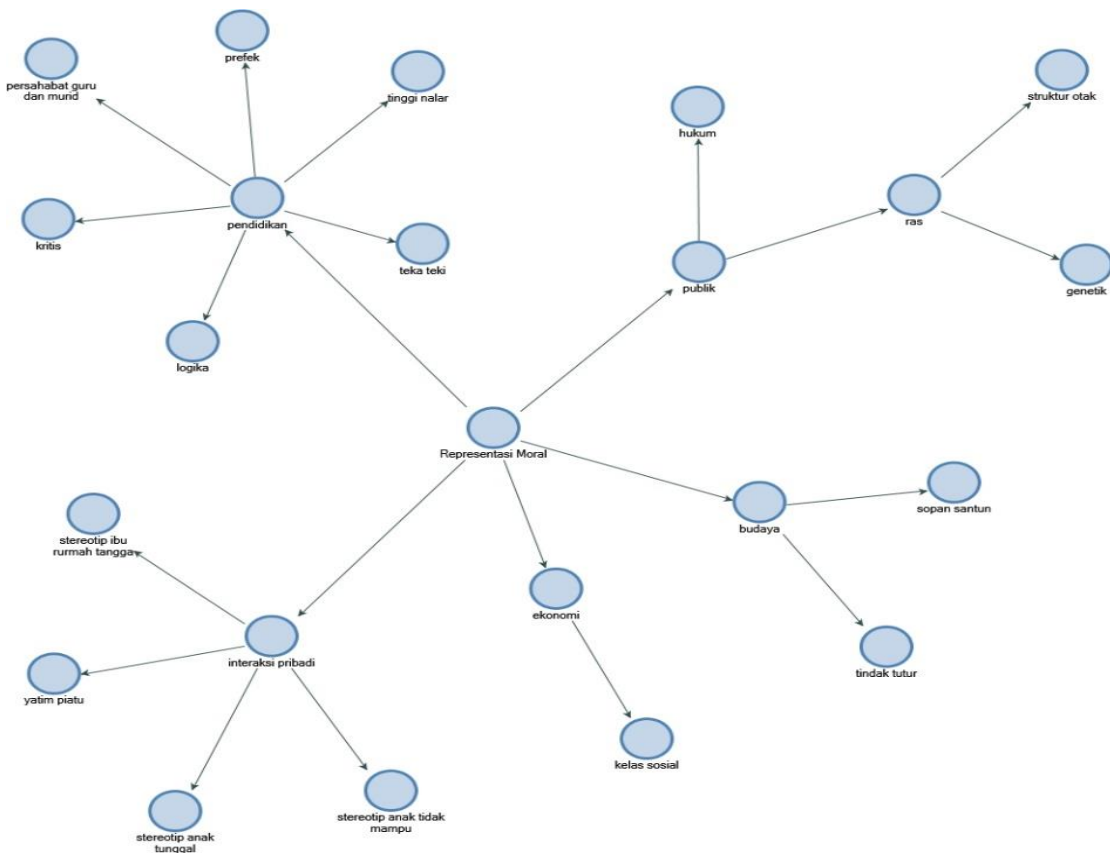 prefek
persahabat guru
dan murid
tinggi nalar
struktur otak
hukum
pendidikan
ras
kritis
teka teki
publik
genetik
logika
Representasi Moral
sopan santun
budaya
stereotip ibu
rurmah tangga
ekonomi
interaksi pribadi
yatim piatu
tindak tutur
kelas sosial
stereotip anak tidak
mampu
stereotip anak
tunggal